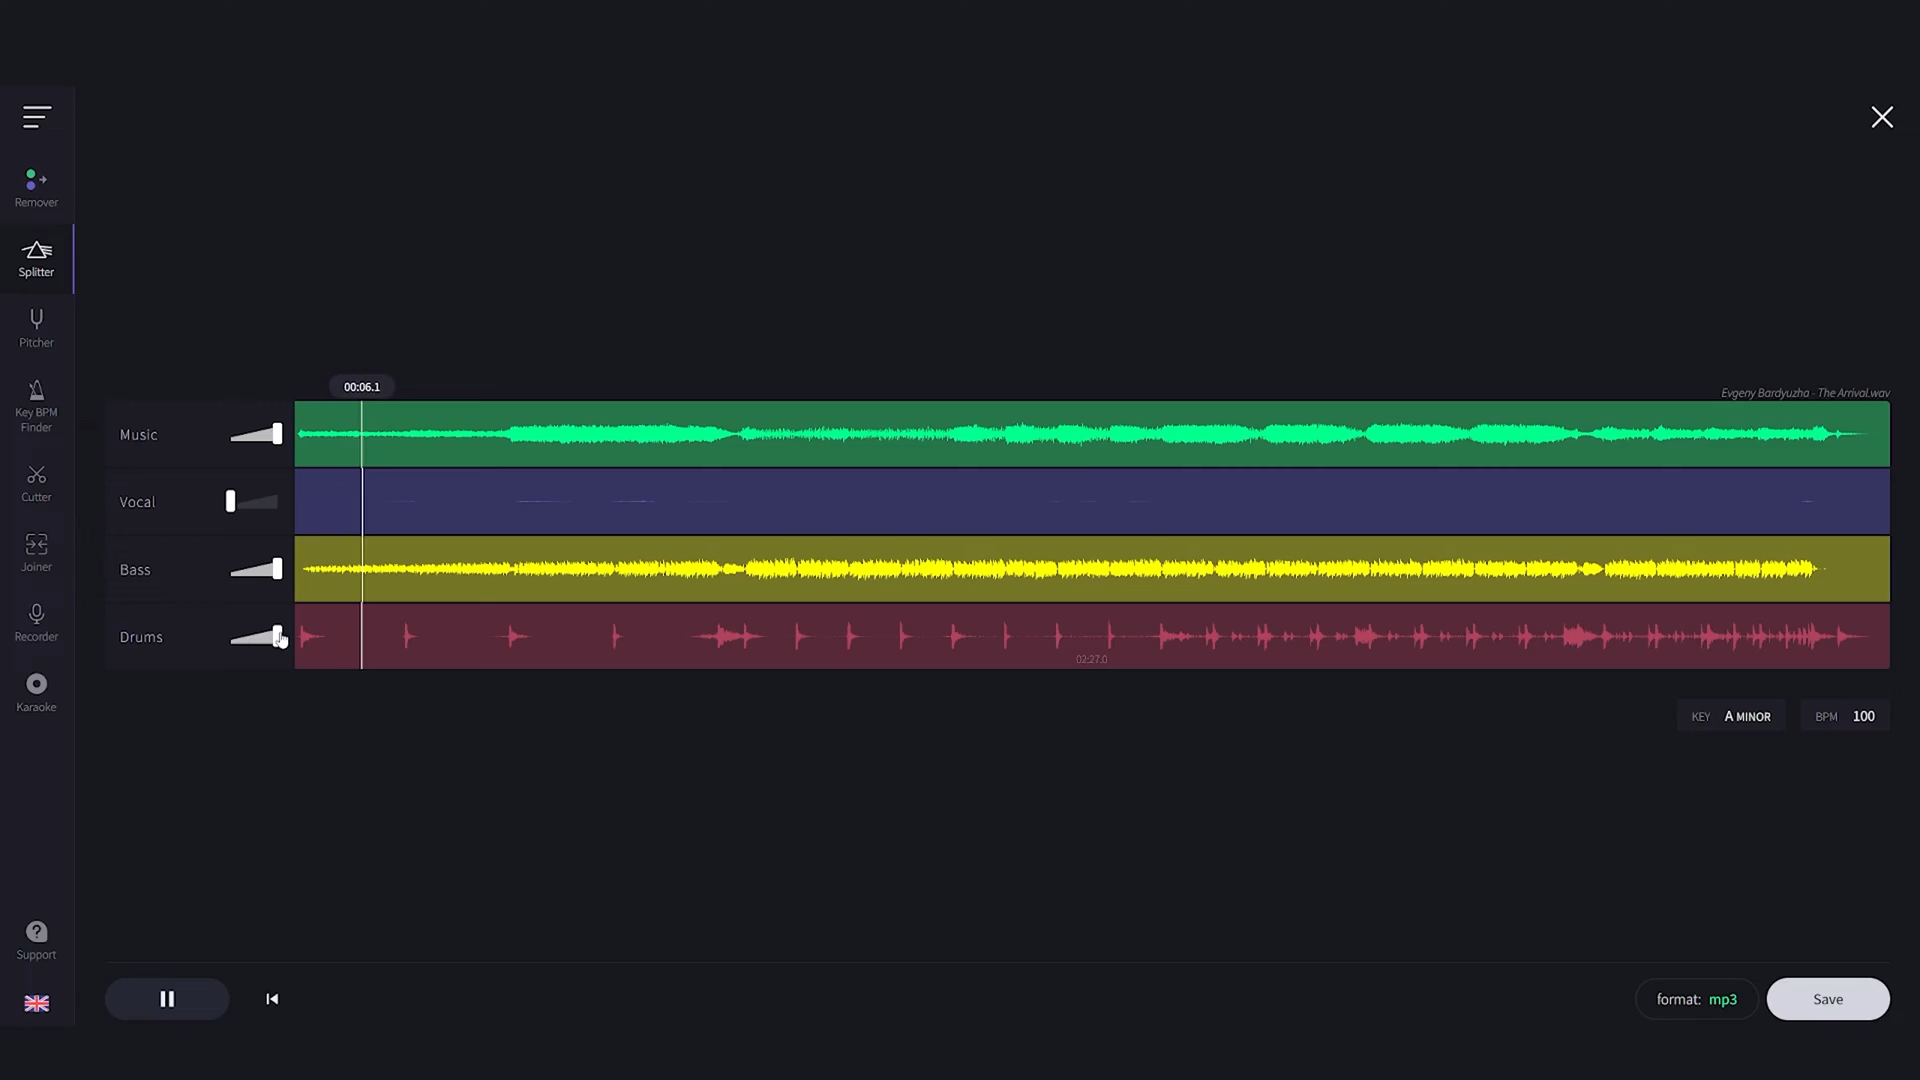 Remover
Splitter
Pitcher
Key BPM
Finder
Cutter
Joiner
Recorder
Karaoke
Support
00:06.1
Evgeny Bardyuzha - The Arrival.wav
Music
Vocal
Bass
Drums
02:27.0
KEY A MINOR
BPM 100
format: mp3
Save